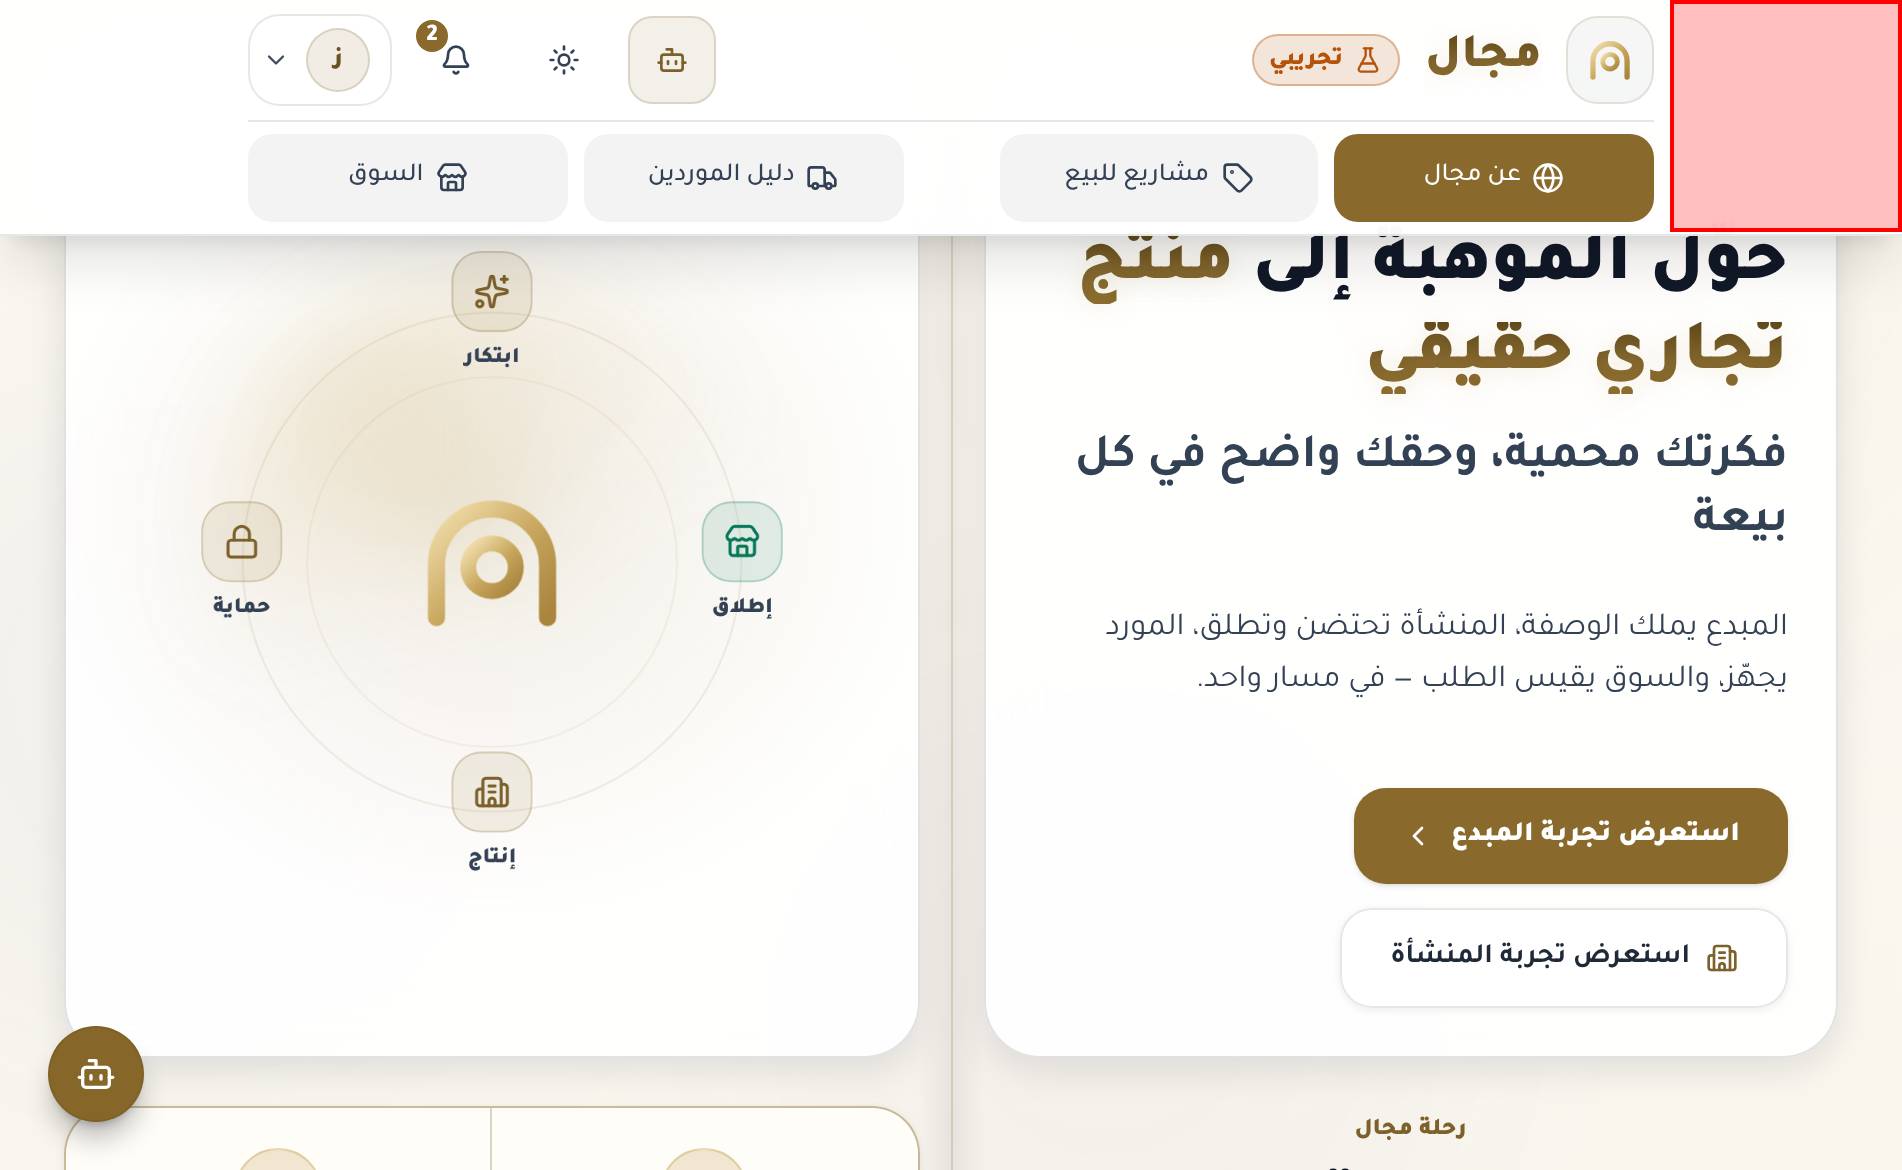 مجال
تجريبي
2
ز
عن مجال
مشاريع للبيع
دليل الموردين
السوق
حوّل الموهبة إلى منتج
تجاري حقيقي
فكرتك محمية، وحقك واضح في كل
بيعة
المبدع يملك الوصفة، المنشأة تحتضن وتطلق، المورد
يجهّز، والسوق يقيس الطلب – في مسار واحد.
استعرض تجربة المبدع
استعرض تجربة المنشأة
رحلة مجال
ابتكار
إطلاق
حماية
إنتاج